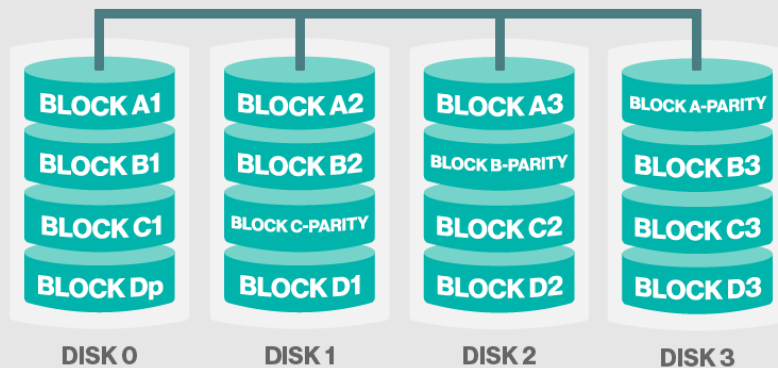 BLOCK A1
BLOCK A2
BLOCK A3
BLOCK A-PARITY
BLOCK B1
BLOCK B2
BLOCK B-PARITY
BLOCK B3
BLOCK C1
BLOCK C-PARITY
BLOCK C2
BLOCK C3
BLOCK Dp
BLOCK D1
BLOCK D2
BLOCK D3
DISK 0
DISK 1
DISK 2
DISK 3